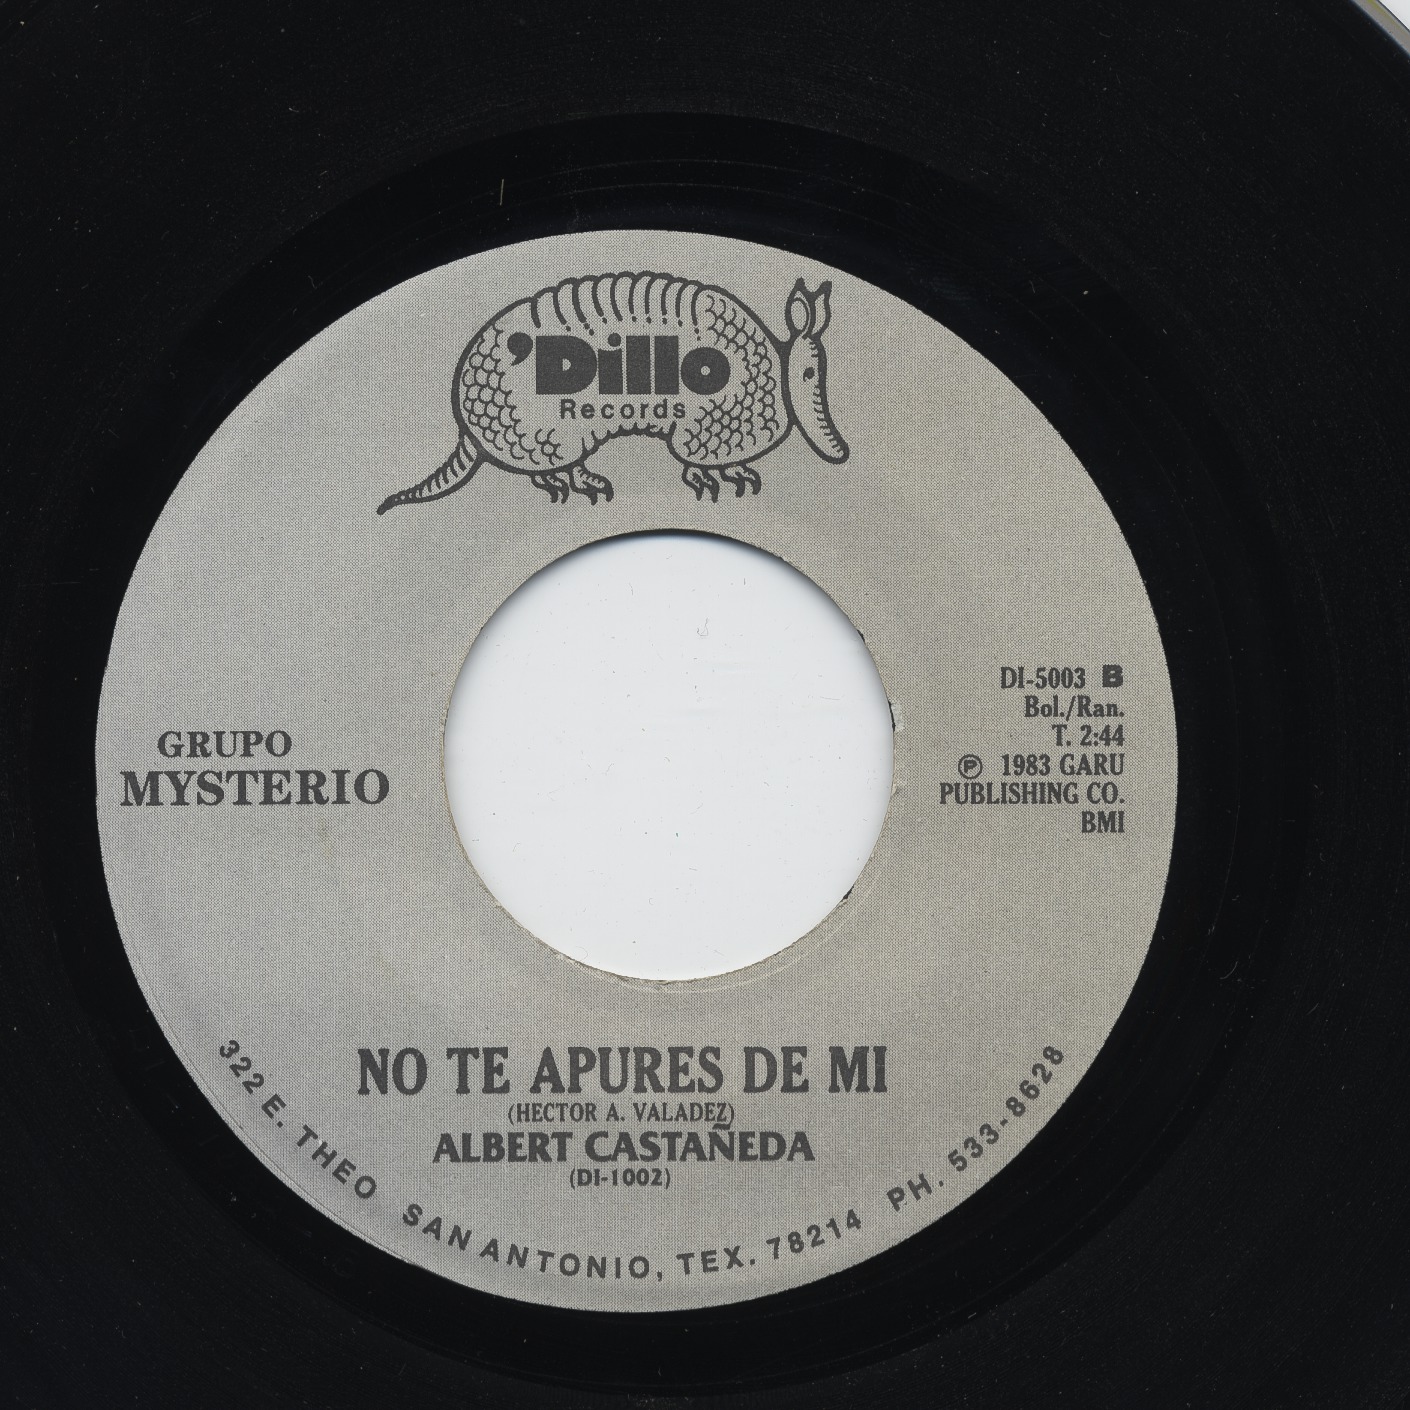 ’Dillo
Records
GRUPO
MYSTERIO
DI-5003 B
Bol./Ran.
T. 2:44
℗ 1983 GARU
PUBLISHING CO.
BMI
NO TE APURES DE MI
(HECTOR A. VALADEZ)
ALBERT CASTAÑEDA
(DI-1002)
322 E. THEO SAN ANTONIO, TEX. 78214 PH. 533-8628